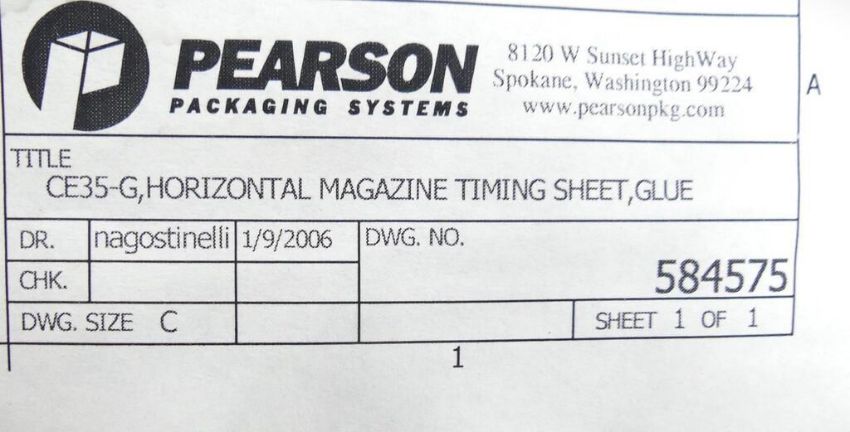 PEARSON
PACKAGING SYSTEMS
8120 W Sunset HighWay
Spokane, Washington 99224
www.pearsonpkg.com
A
TITLE
CE35-G,HORIZONTAL MAGAZINE TIMING SHEET,GLUE
DR. nagostinelli 1/9/2006 DWG. NO.
584575
CHK.
DWG. SIZE C SHEET 1 OF 1
1